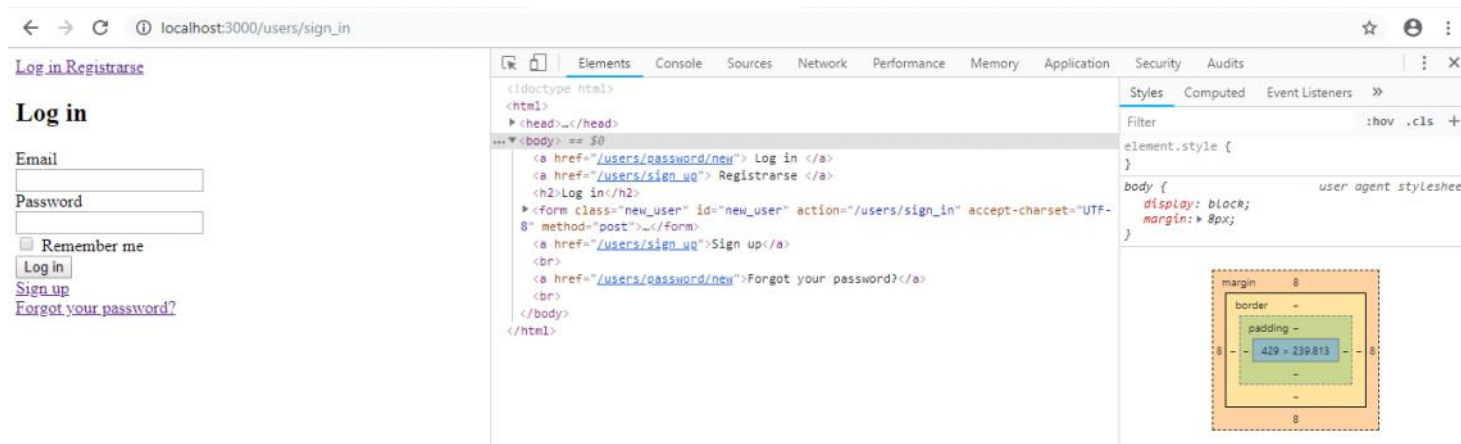 localhost:3000/users/sign_in
Log in Registrarse
Log in
Email
Password
Remember me
Log in
Sign up
Forgot your password?
Elements Console Sources Network Performance Memory Application Security Audits
<!doctype html>
<html>
<head>…</head>
<body> == $0
<a href="/users/password/new"> Log in </a>
<a href="/users/sign_up"> Registrarse </a>
<h2>Log in</h2>
<form class="new_user" id="new_user" action="/users/sign_in" accept-charset="UTF-
8" method="post">…</form>
<a href="/users/sign_up">Sign up</a>
<br>
<a href="/users/password/new">Forgot your password?</a>
<br>
</body>
</html>
Styles Computed Event Listeners »
Filter :hov .cls +
element.style {
}
body { user agent styleshee
display: block;
margin: 8px;
}
margin 8
border -
padding -
8 - - 429 × 239.813 - - 8
-
-
8